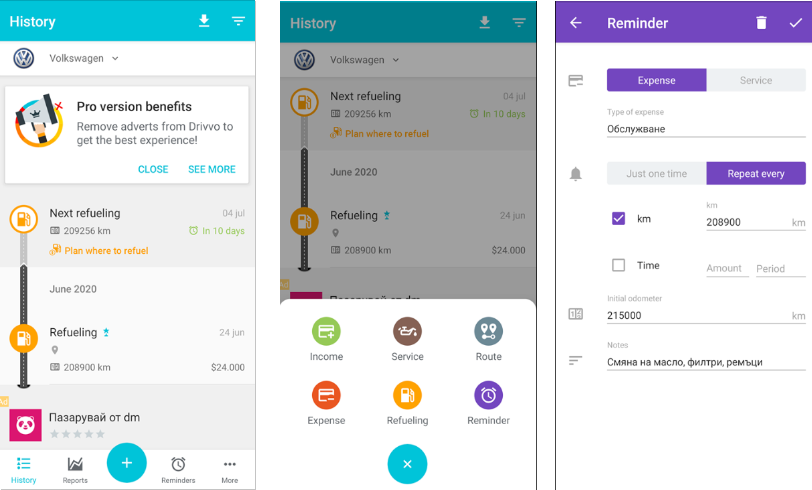 History
Volkswagen
Pro version benefits
Remove adverts from Drivvo to
get the best experience!
CLOSE SEE MORE
Next refueling 04 jul
209256 km In 10 days
Plan where to refuel
June 2020
Refueling 24 jun
208900 km $24.000
Ad
Пазарувай от dm
History Reports Reminders More
History
Volkswagen
Next refueling 04 jul
209256 km In 10 days
Plan where to refuel
June 2020
Refueling 24 jun
208900 km $24.000
Ad
Пазарувай от dm
Income Service Route
Expense Refueling Reminder
Reminder
Expense Service
Type of expense
Обслужване
Just one time Repeat every
km
km 208900 km
Time Amount Period
Initial odometer
215000 km
Notes
Смяна на масло, филтри, ремъци